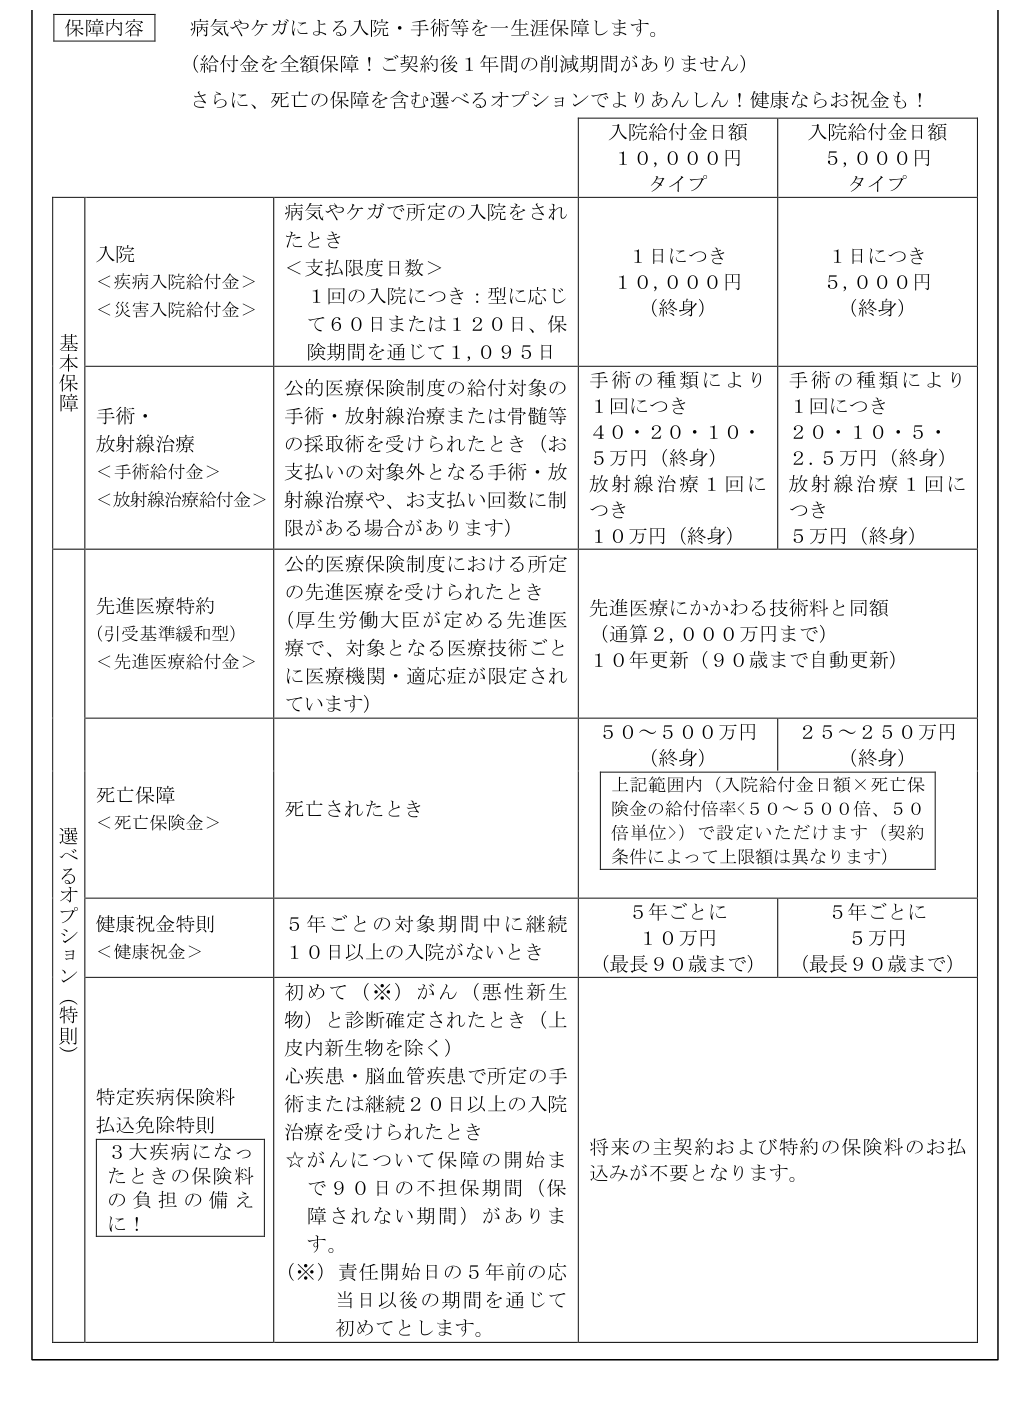 保障内容　病気やケガによる入院・手術等を一生涯保障します。
（給付金を全額保障！ご契約後１年間の削減期間がありません）
さらに、死亡の保障を含む選べるオプションでよりあんしん！健康ならお祝金も！
入院給付金日額
１０,０００円
タイプ
入院給付金日額
５,０００円
タイプ
基本保障
入院
＜疾病入院給付金＞
＜災害入院給付金＞
病気やケガで所定の入院をされ
たとき
＜支払限度日数＞
１回の入院につき：型に応じ
て６０日または１２０日、保
険期間を通じて１,０９５日
１日につき
１０,０００円
（終身）
１日につき
５,０００円
（終身）
手術・
放射線治療
＜手術給付金＞
＜放射線治療給付金＞
公的医療保険制度の給付対象の
手術・放射線治療または骨髄等
の採取術を受けられたとき（お
支払いの対象外となる手術・放
射線治療や、お支払い回数に制
限がある場合があります）
手術の種類により
１回につき
４０・２０・１０・
５万円（終身）
放射線治療１回に
つき
１０万円（終身）
手術の種類により
１回につき
２０・１０・５・
２.５万円（終身）
放射線治療１回に
つき
５万円（終身）
選べるオプション（特則）
先進医療特約
（引受基準緩和型）
＜先進医療給付金＞
公的医療保険制度における所定
の先進医療を受けられたとき
（厚生労働大臣が定める先進医
療で、対象となる医療技術ごと
に医療機関・適応症が限定され
ています）
先進医療にかかわる技術料と同額
（通算２,０００万円まで）
１０年更新（９０歳まで自動更新）
死亡保障
＜死亡保険金＞
死亡されたとき
５０～５００万円
（終身）
２５～２５０万円
（終身）
上記範囲内（入院給付金日額×死亡保
険金の給付倍率<５０～５００倍、５０
倍単位>）で設定いただけます（契約
条件によって上限額は異なります）
健康祝金特則
＜健康祝金＞
５年ごとの対象期間中に継続
１０日以上の入院がないとき
５年ごとに
１０万円
（最長９０歳まで）
５年ごとに
５万円
（最長９０歳まで）
特定疾病保険料
払込免除特則
３大疾病になっ
たときの保険料
の負担の備え
に！
初めて（※）がん（悪性新生
物）と診断確定されたとき（上
皮内新生物を除く）
心疾患・脳血管疾患で所定の手
術または継続２０日以上の入院
治療を受けられたとき
☆がんについて保障の開始ま
で９０日の不担保期間（保
障されない期間）がありま
す。
（※）責任開始日の５年前の応
当日以後の期間を通じて
初めてとします。
将来の主契約および特約の保険料のお払
込みが不要となります。